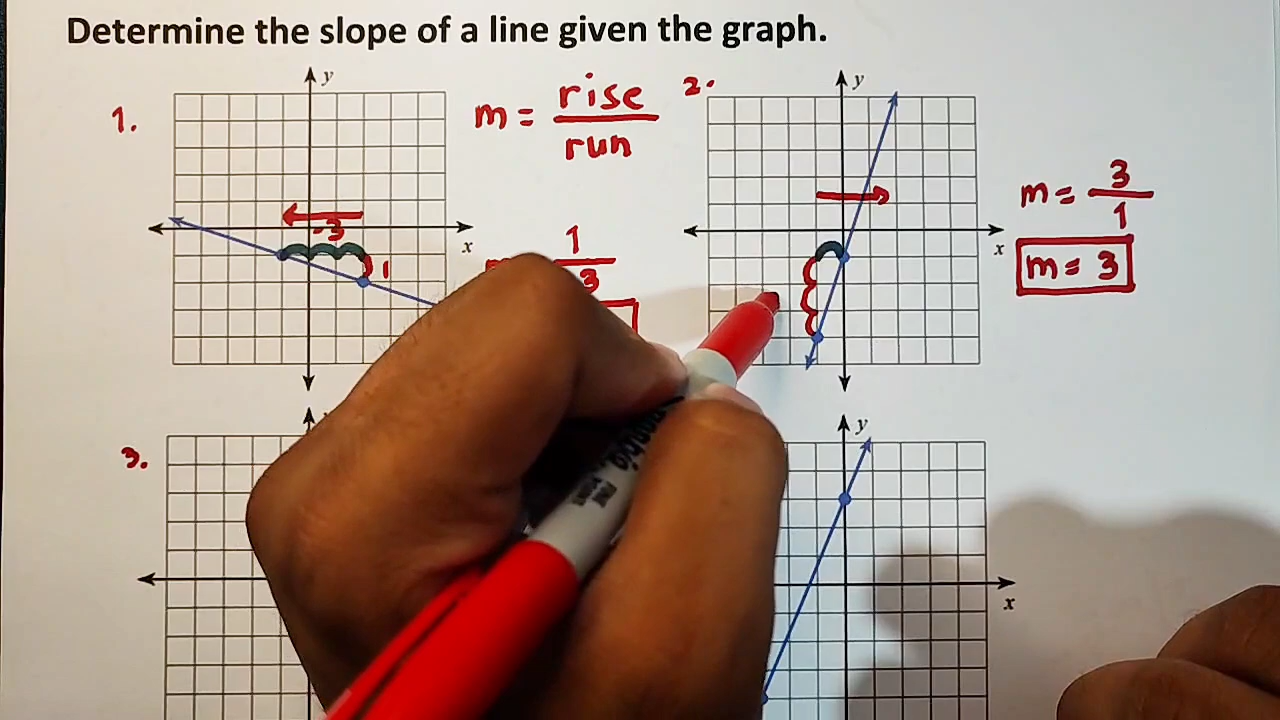 Determine the slope of a line given the graph.
1.
y
x
-3
1
m = rise
run
1
3
2.
y
x
m = 3
1
m = 3
3.
y
x